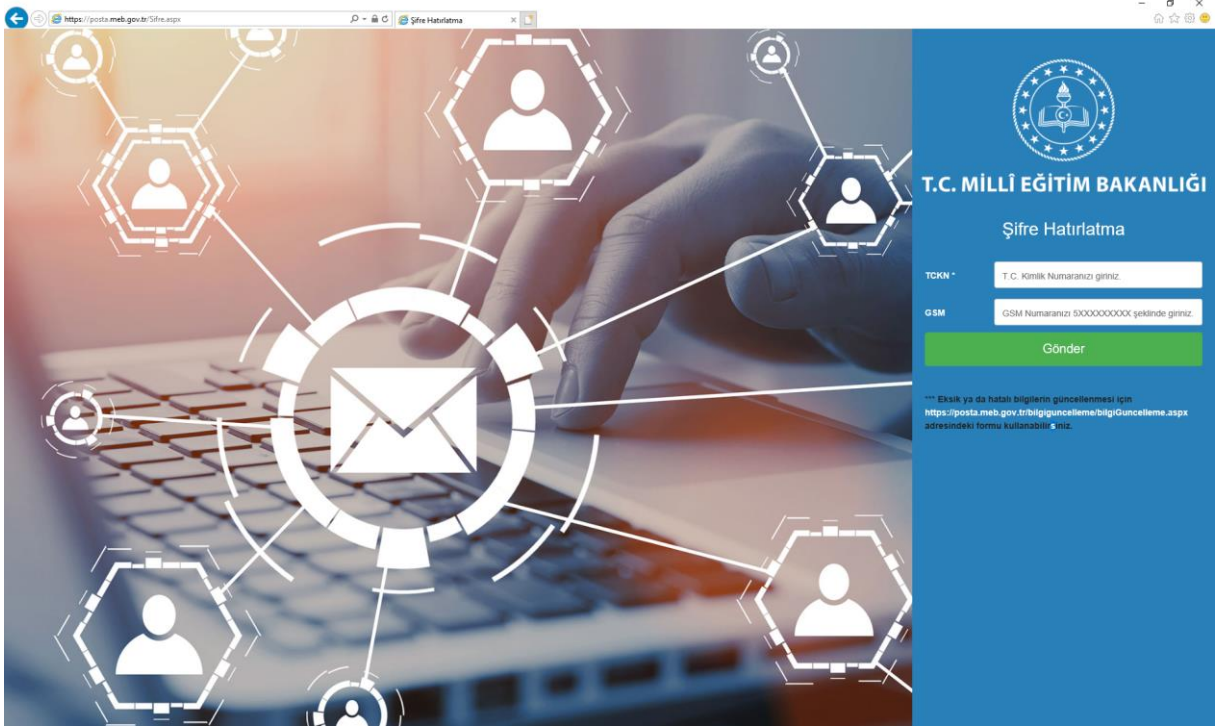 https://posta.meb.gov.tr/Sifre.aspx
Şifre Hatırlatma
T.C. MİLLÎ EĞİTİM BAKANLIĞI
Şifre Hatırlatma
TCKN *
T.C. Kimlik Numaranızı giriniz.
GSM
GSM Numaranızı 5XXXXXXXXX şeklinde giriniz.
Gönder
*** Eksik ya da hatalı bilgilerin güncellenmesi için
https://posta.meb.gov.tr/bilgiguncelleme/bilgiGuncelleme.aspx
adresindeki formu kullanabilirsiniz.